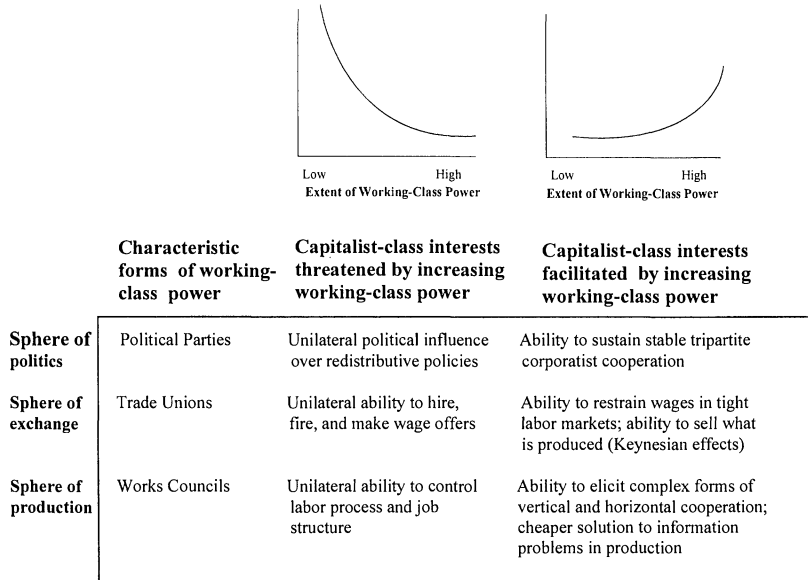 Low High
Extent of Working-Class Power
Low High
Extent of Working-Class Power
Characteristic
forms of working-
class power
Capitalist-class interests
threatened by increasing
working-class power
Capitalist-class interests
facilitated by increasing
working-class power
Sphere of
politics
Political Parties
Unilateral political influence
over redistributive policies
Ability to sustain stable tripartite
corporatist cooperation
Sphere of
exchange
Trade Unions
Unilateral ability to hire,
fire, and make wage offers
Ability to restrain wages in tight
labor markets; ability to sell what
is produced (Keynesian effects)
Sphere of
production
Works Councils
Unilateral ability to control
labor process and job
structure
Ability to elicit complex forms of
vertical and horizontal cooperation;
cheaper solution to information
problems in production